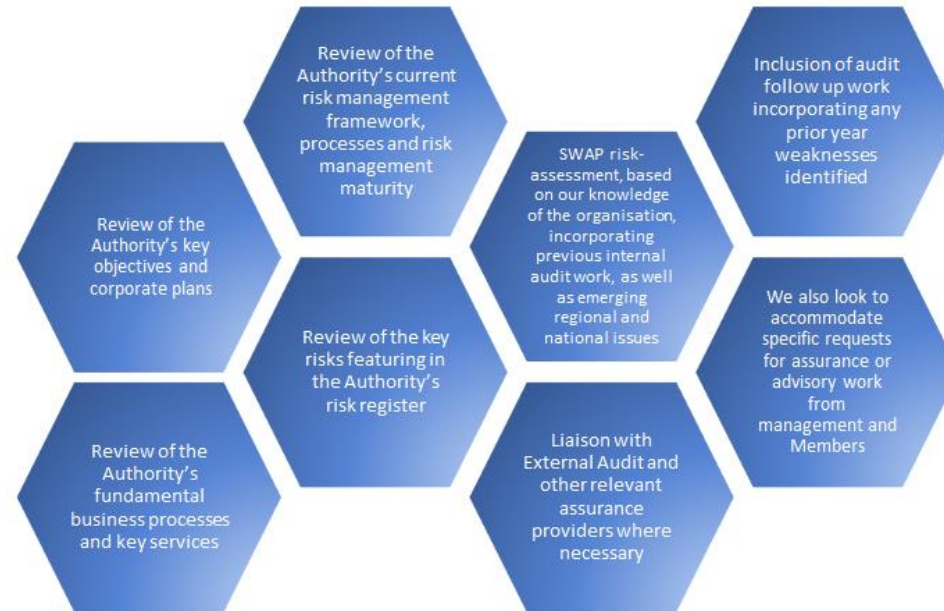 Review of the
Authority's current
risk management
framework,
processes and risk
management
maturity
Inclusion of audit
follow up work
incorporating any
prior year
weaknesses
identified
SWAP risk-
assessment, based
on our knowledge
of the organisation,
incorporating
previous internal
audit work, as well
as emerging
regional and
national issues
Review of the
Authority's key
objectives and
corporate plans
Review of the key
risks featuring in
the Authority's
risk register
We also look to
accommodate
specific requests
for assurance or
advisory work
from
management and
Members
Review of the
Authority's
fundamental
business processes
and key services
Liaison with
External Audit and
other relevant
assurance
providers where
necessary